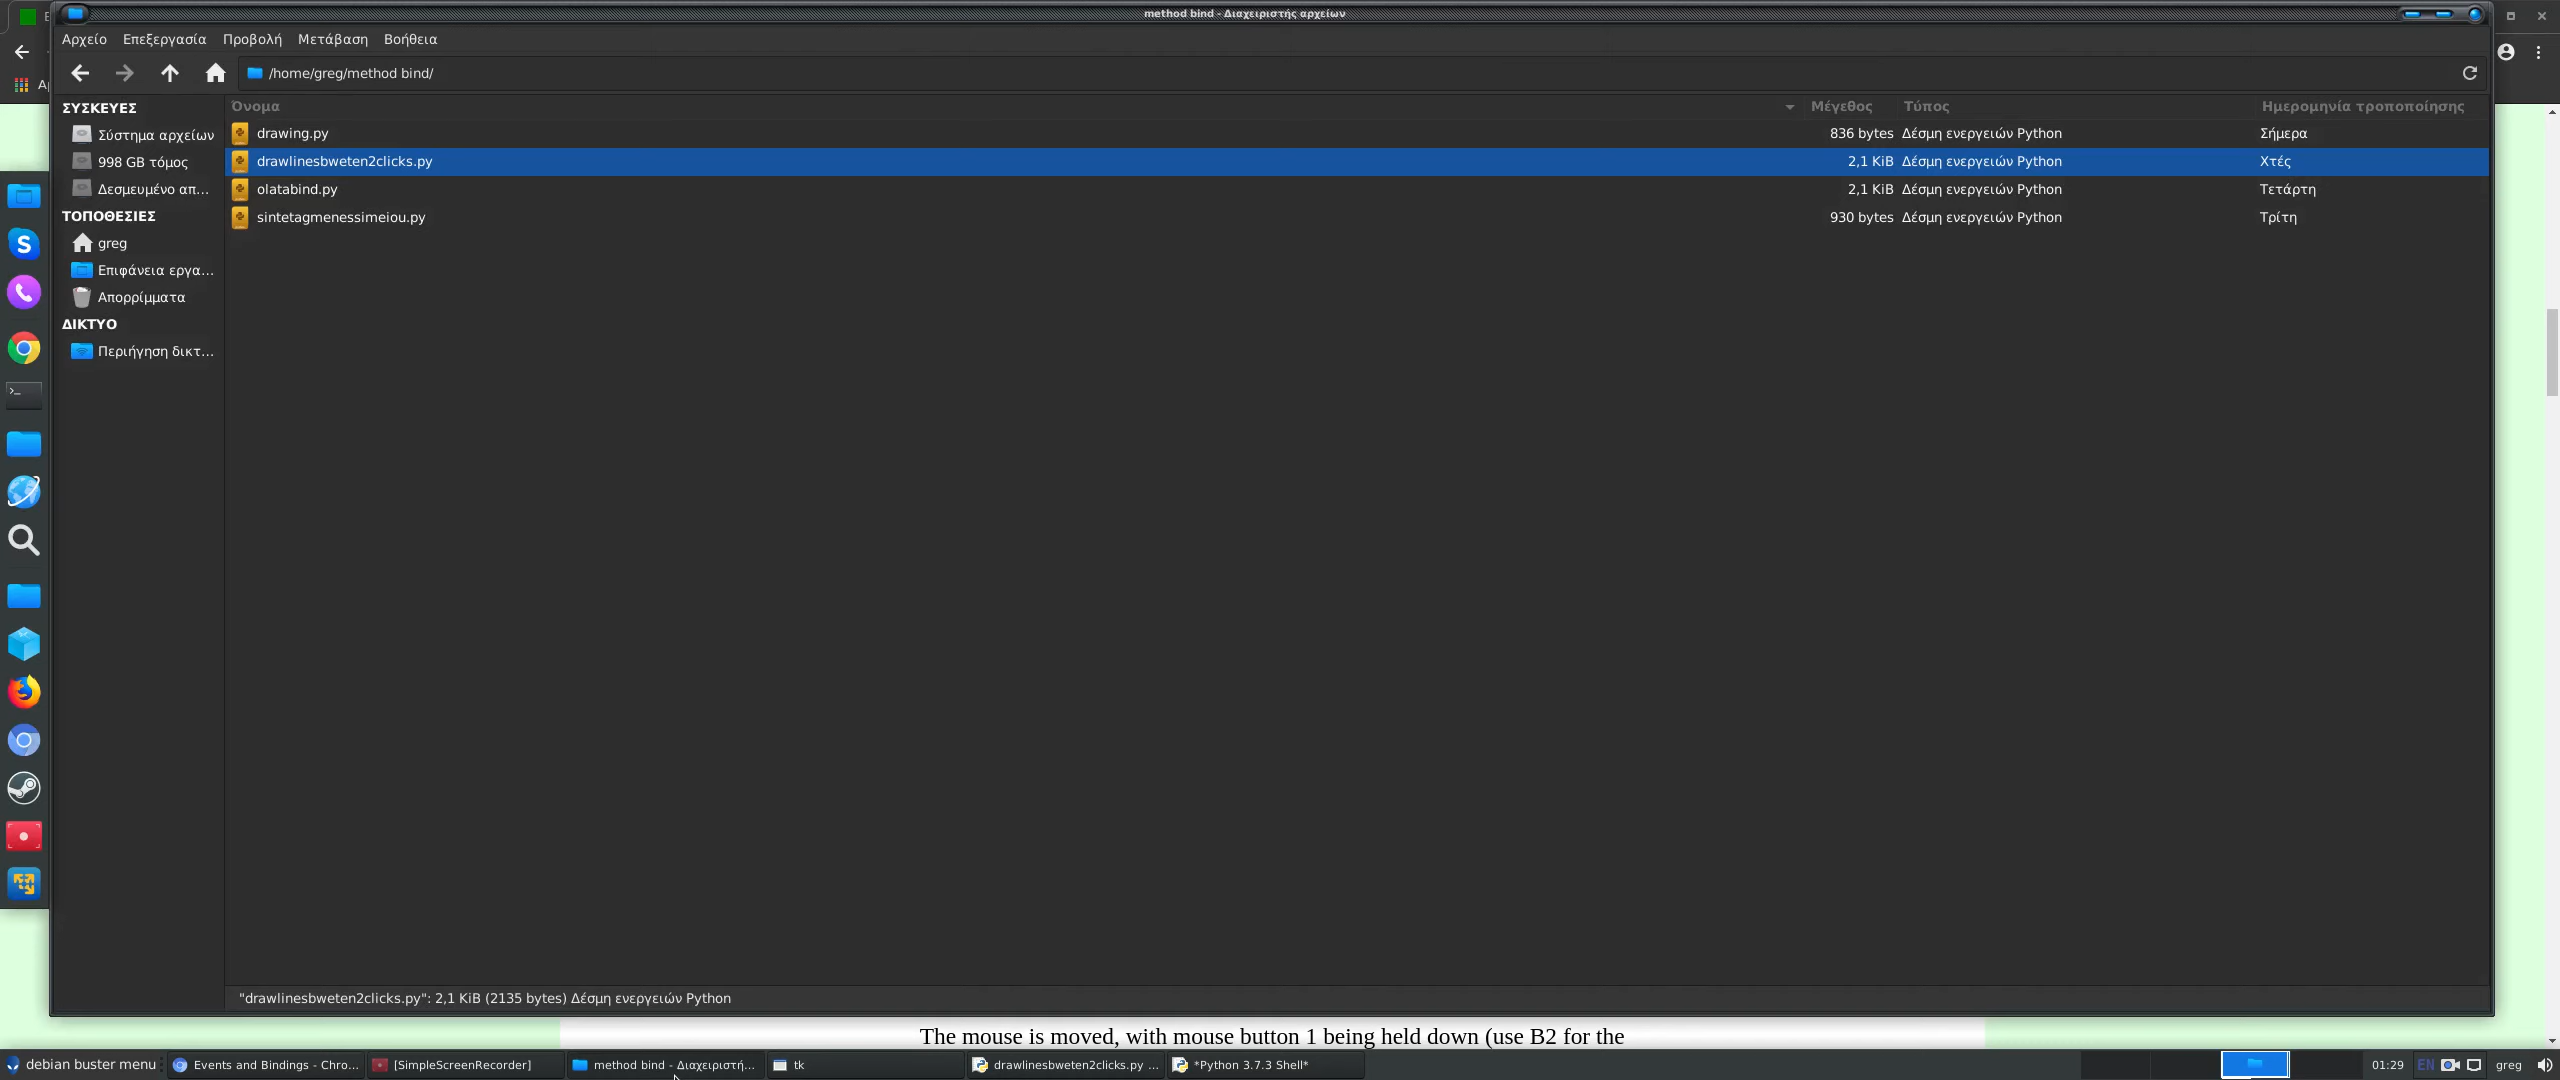 method bind - Διαχειριστής αρχείων
Αρχείο Επεξεργασία Προβολή Μετάβαση Βοήθεια
/home/greg/method bind/
ΣΥΣΚΕΥΕΣ
Σύστημα αρχείων
998 GB τόμος
Δεσμευμένο απ...
ΤΟΠΟΘΕΣΙΕΣ
greg
Επιφάνεια εργα...
Απορρίμματα
ΔΙΚΤΥΟ
Περιήγηση δικτ...
Όνομα Μέγεθος Τύπος Ημερομηνία τροποποίησης
drawing.py 836 bytes Δέσμη ενεργειών Python Σήμερα
drawlinesbweten2clicks.py 2,1 KiB Δέσμη ενεργειών Python Χτές
olatabind.py 2,1 KiB Δέσμη ενεργειών Python Τετάρτη
sintetagmenessimeiou.py 930 bytes Δέσμη ενεργειών Python Τρίτη
"drawlinesbweten2clicks.py": 2,1 KiB (2135 bytes) Δέσμη ενεργειών Python
The mouse is moved, with mouse button 1 being held down (use B2 for the
debian buster menu Events and Bindings - Chro... [SimpleScreenRecorder] method bind - Διαχειριστή... tk drawlinesbweten2clicks.py ... *Python 3.7.3 Shell* 01:29 EN greg